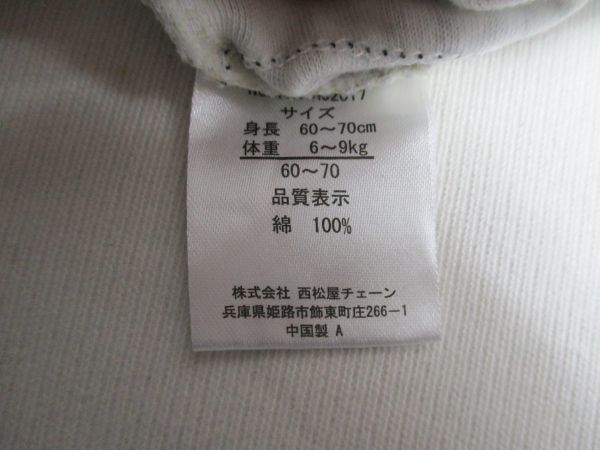 サイズ
身長 60～70cm
体重 6～9kg
60～70
品質表示
綿 100%
株式会社 西松屋チェーン
兵庫県姫路市飾東町庄266－1
中国製 A